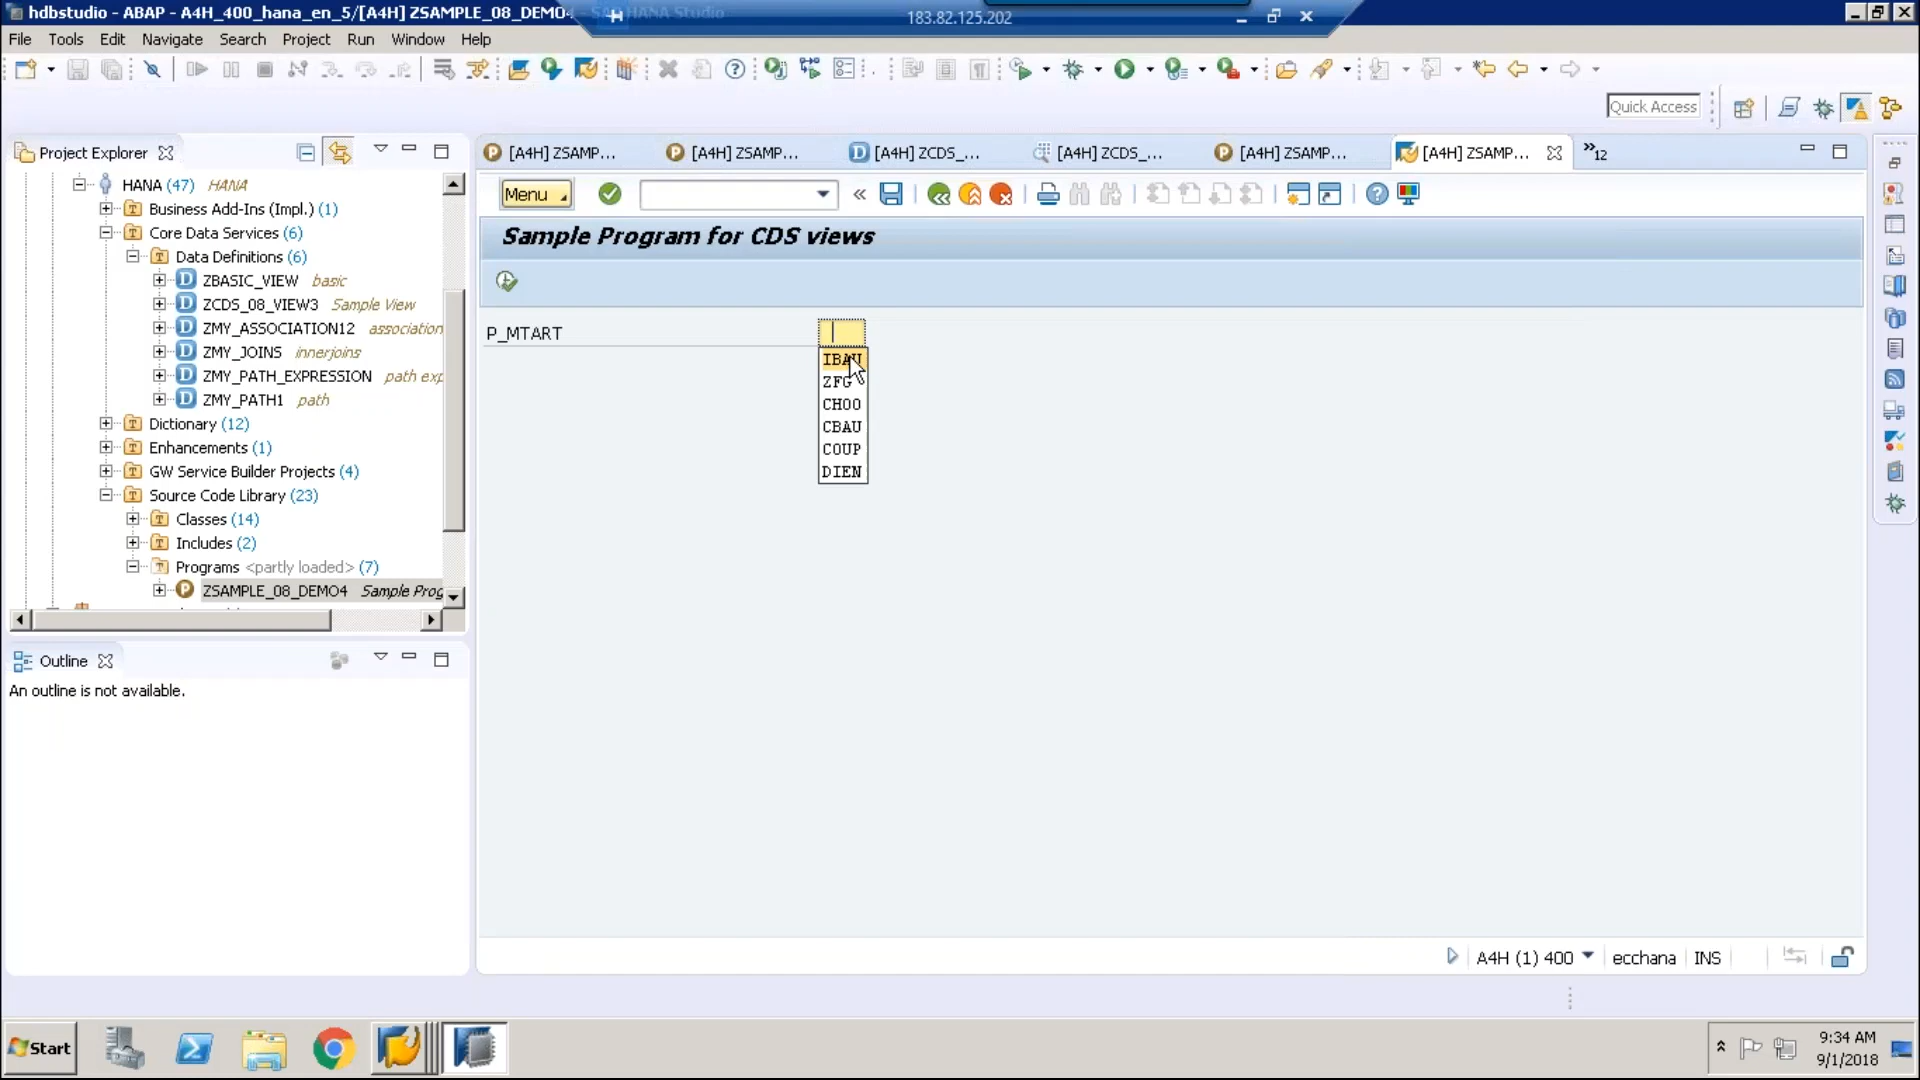 hdbstudio - ABAP - A4H_400_hana_en_5/[A4H] ZSAMPLE_08_DEMO4 - SAP HANA Studio
183.82.125.202
File Tools Edit Navigate Search Project Run Window Help
Quick Access
Project Explorer
[A4H] ZSAMP...
[A4H] ZSAMP...
[A4H] ZCDS_...
[A4H] ZCDS_...
[A4H] ZSAMP...
[A4H] ZSAMP...
»12
HANA (47) HANA
Business Add-Ins (Impl.) (1)
Core Data Services (6)
Data Definitions (6)
ZBASIC_VIEW basic
ZCDS_08_VIEW3 Sample View
ZMY_ASSOCIATION12 association
ZMY_JOINS innerjoins
ZMY_PATH_EXPRESSION path exp
ZMY_PATH1 path
Dictionary (12)
Enhancements (1)
GW Service Builder Projects (4)
Source Code Library (23)
Classes (14)
Includes (2)
Programs <partly loaded> (7)
ZSAMPLE_08_DEMO4 Sample Prog
Outline
An outline is not available.
Menu
Sample Program for CDS views
P_MTART
IBAU
ZFG
CH00
CBAU
COUP
DIEN
A4H (1) 400
ecchana
INS
Start
9:34 AM
9/1/2018